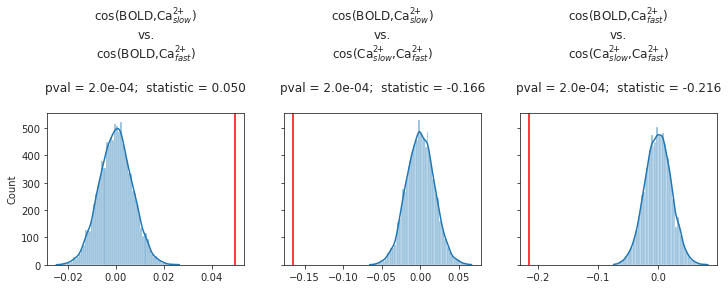 cos(BOLD,Ca²⁺slow)
vs.
cos(BOLD,Ca²⁺fast)
pval = 2.0e-04;  statistic = 0.050
cos(BOLD,Ca²⁺slow)
vs.
cos(Ca²⁺slow,Ca²⁺fast)
pval = 2.0e-04;  statistic = -0.166
cos(BOLD,Ca²⁺fast)
vs.
cos(Ca²⁺slow,Ca²⁺fast)
pval = 2.0e-04;  statistic = -0.216
Count
500
400
300
200
100
0
−0.02 0.00 0.02 0.04
−0.15 −0.10 −0.05 0.00 0.05
−0.2 −0.1 0.0